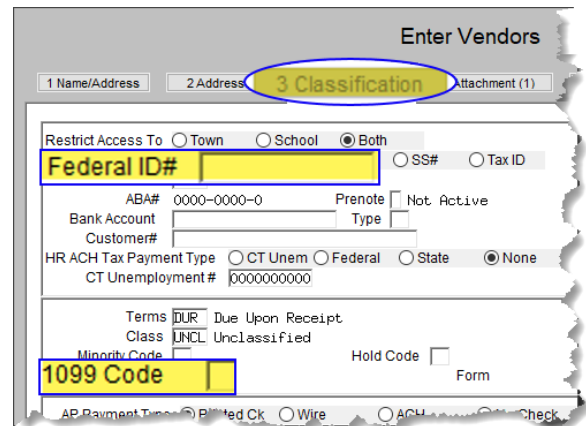 Enter Vendors
1 Name/Address 2 Address 3 Classification Attachment (1)
Restrict Access To Town School Both
Federal ID# SS# Tax ID
ABA# 0000-0000-0 Prenote Not Active
Bank Account Type
Customer#
HR ACH Tax Payment Type CT Unem Federal State None
CT Unemployment # 0000000000
Terms DUR Due Upon Receipt
Class UNCL Unclassified
Minority Code Hold Code
1099 Code Form
AP Payment Type Printed Ck Wire ACH Check